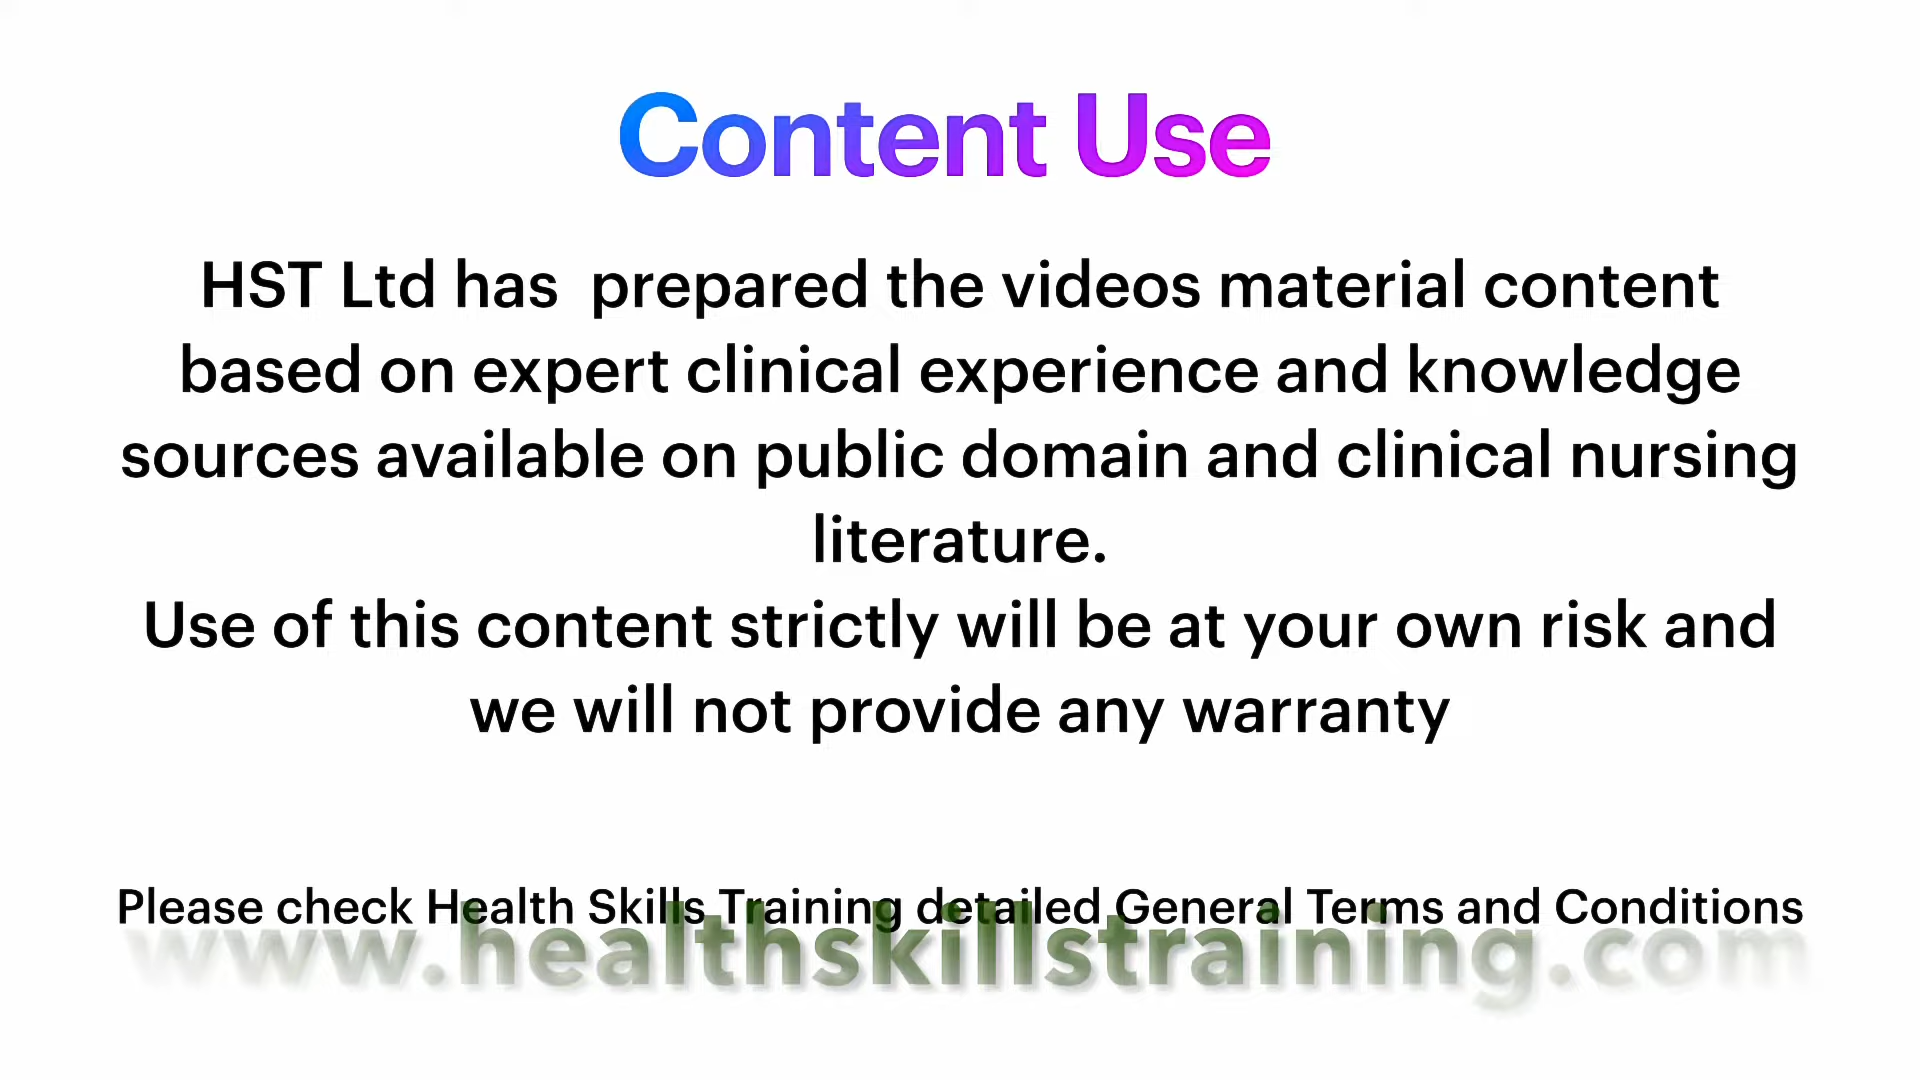 Content Use
HST Ltd has  prepared the videos material content
based on expert clinical experience and knowledge
sources available on public domain and clinical nursing
literature.
Use of this content strictly will be at your own risk and
we will not provide any warranty
Please check Health Skills Training detailed General Terms and Conditions
www.healthskillstraining.com